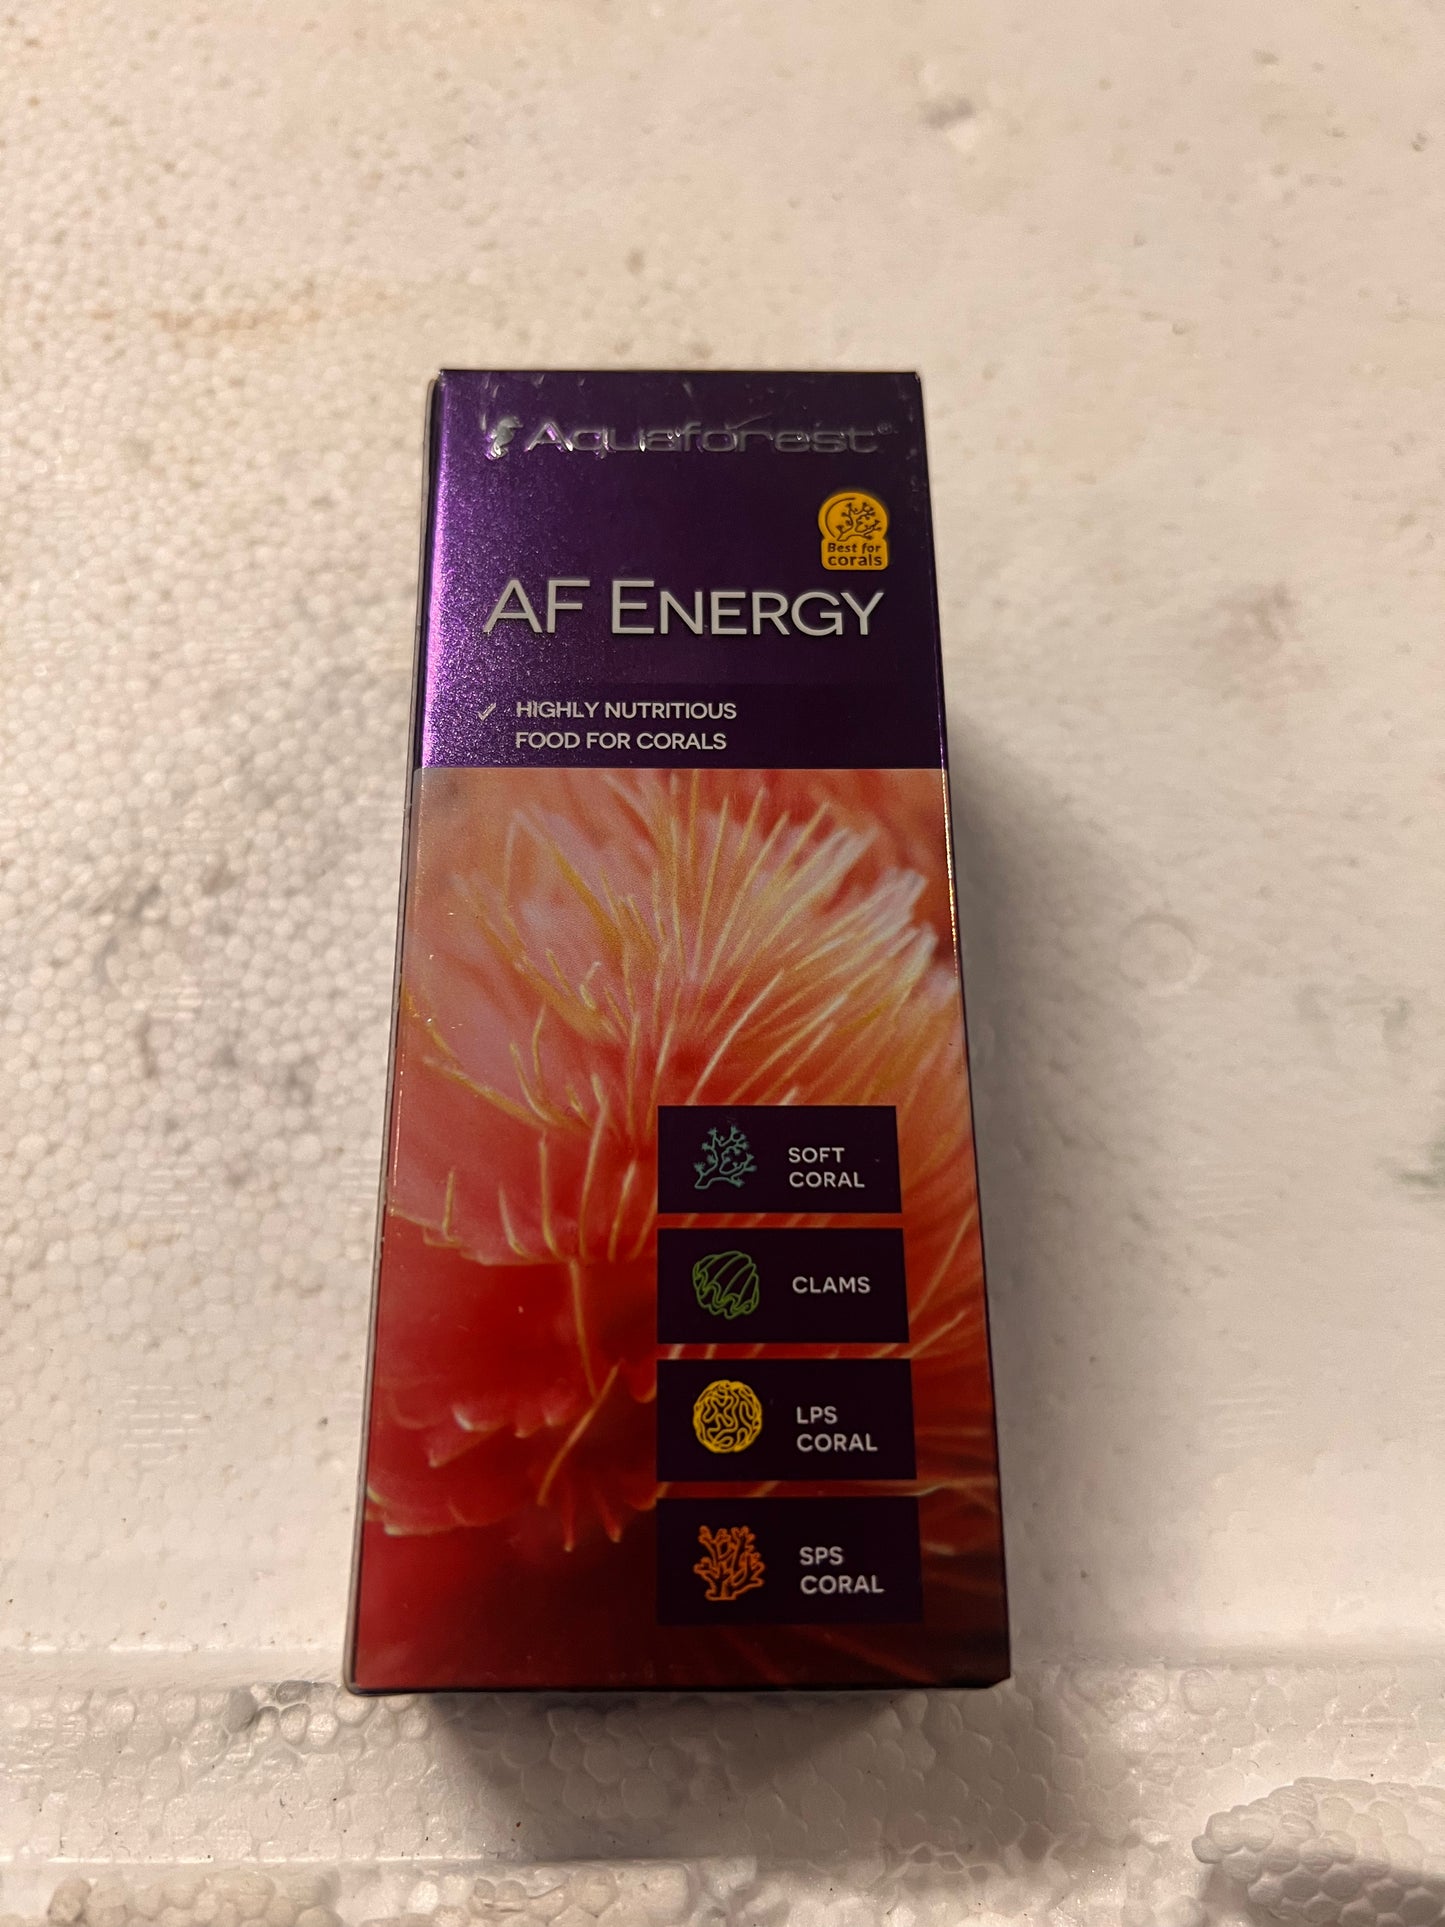 Aquaforest®
Best for
corals
AF ENERGY
✓ HIGHLY NUTRITIOUS
FOOD FOR CORALS
SOFT
CORAL
CLAMS
LPS
CORAL
SPS
CORAL